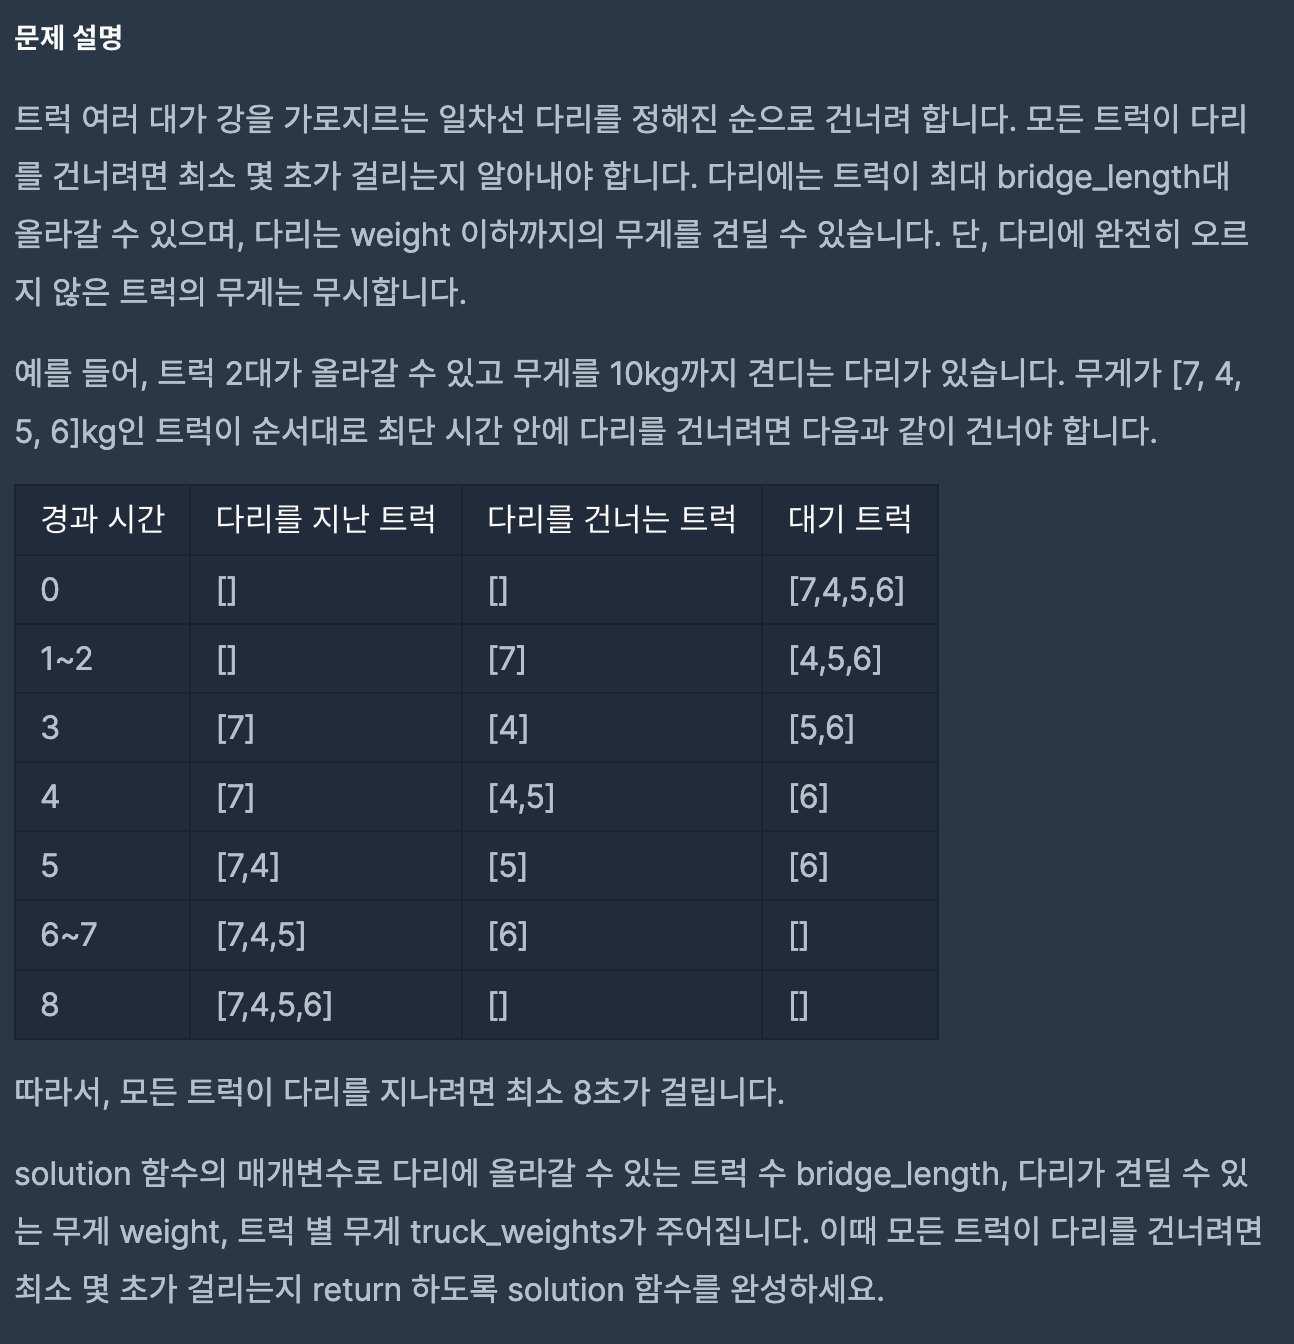 문제 설명
트럭 여러 대가 강을 가로지르는 일차선 다리를 정해진 순으로 건너려 합니다. 모든 트럭이 다리
를 건너려면 최소 몇 초가 걸리는지 알아내야 합니다. 다리에는 트럭이 최대 bridge_length대
올라갈 수 있으며, 다리는 weight 이하까지의 무게를 견딜 수 있습니다. 단, 다리에 완전히 오르
지 않은 트럭의 무게는 무시합니다.
예를 들어, 트럭 2대가 올라갈 수 있고 무게를 10kg까지 견디는 다리가 있습니다. 무게가 [7, 4,
5, 6]kg인 트럭이 순서대로 최단 시간 안에 다리를 건너려면 다음과 같이 건너야 합니다.
경과 시간 다리를 지난 트럭 다리를 건너는 트럭 대기 트럭
0 [] [] [7,4,5,6]
1~2 [] [7] [4,5,6]
3 [7] [4] [5,6]
4 [7] [4,5] [6]
5 [7,4] [5] [6]
6~7 [7,4,5] [6] []
8 [7,4,5,6] [] []
따라서, 모든 트럭이 다리를 지나려면 최소 8초가 걸립니다.
solution 함수의 매개변수로 다리에 올라갈 수 있는 트럭 수 bridge_length, 다리가 견딜 수 있
는 무게 weight, 트럭 별 무게 truck_weights가 주어집니다. 이때 모든 트럭이 다리를 건너려면
최소 몇 초가 걸리는지 return 하도록 solution 함수를 완성하세요.